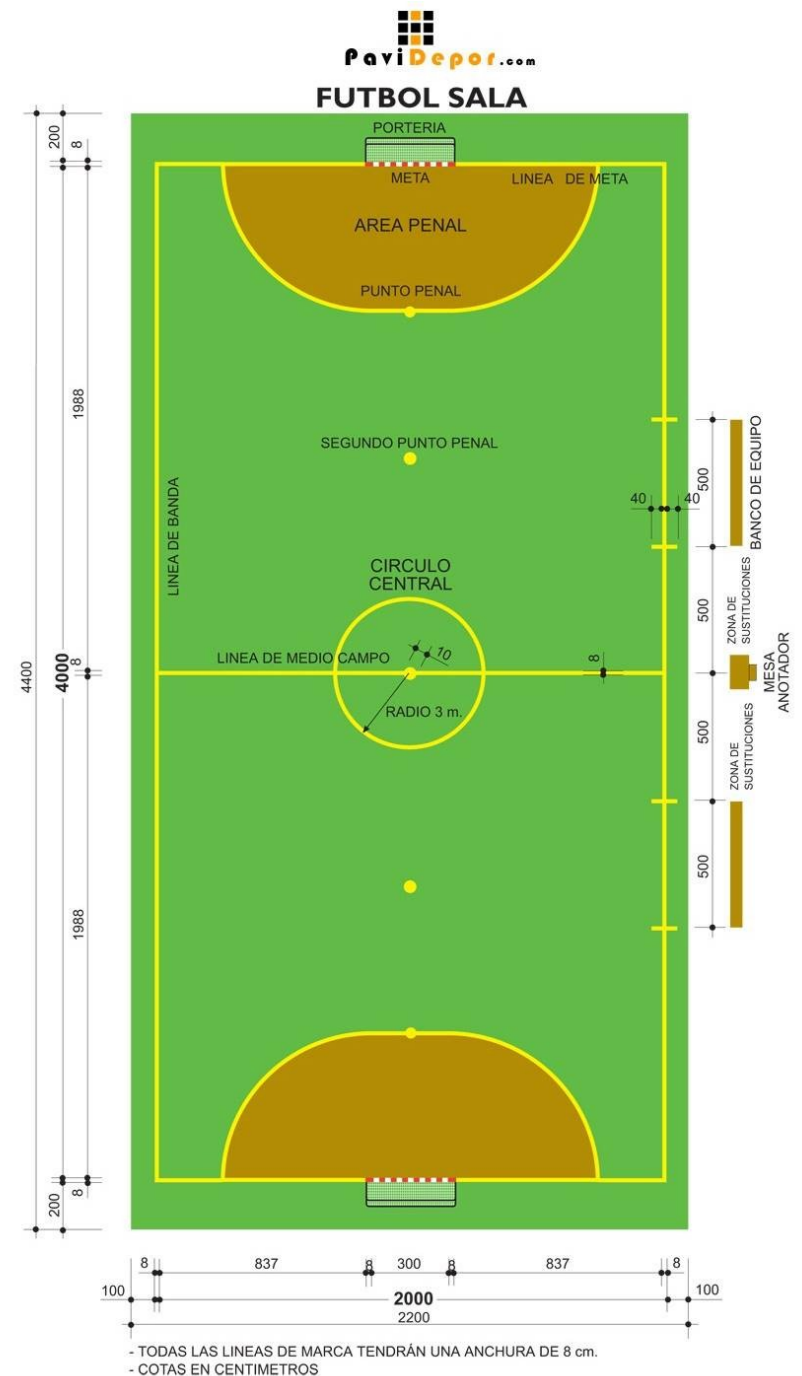 PaviDepor.com
FUTBOL SALA
PORTERIA
META
LINEA DE META
AREA PENAL
PUNTO PENAL
SEGUNDO PUNTO PENAL
LINEA DE BANDA
CIRCULO
CENTRAL
LINEA DE MEDIO CAMPO
10
8
RADIO 3 m.
200
8
1988
4400
4000
8
1988
8
200
40
40
500
BANCO DE EQUIPO
500
ZONA DE
SUSTITUCIONES
MESA
ANOTADOR
500
ZONA DE
SUSTITUCIONES
500
8
837
8
300
8
837
8
100
2000
100
2200
- TODAS LAS LINEAS DE MARCA TENDRÁN UNA ANCHURA DE 8 cm.
- COTAS EN CENTIMETROS